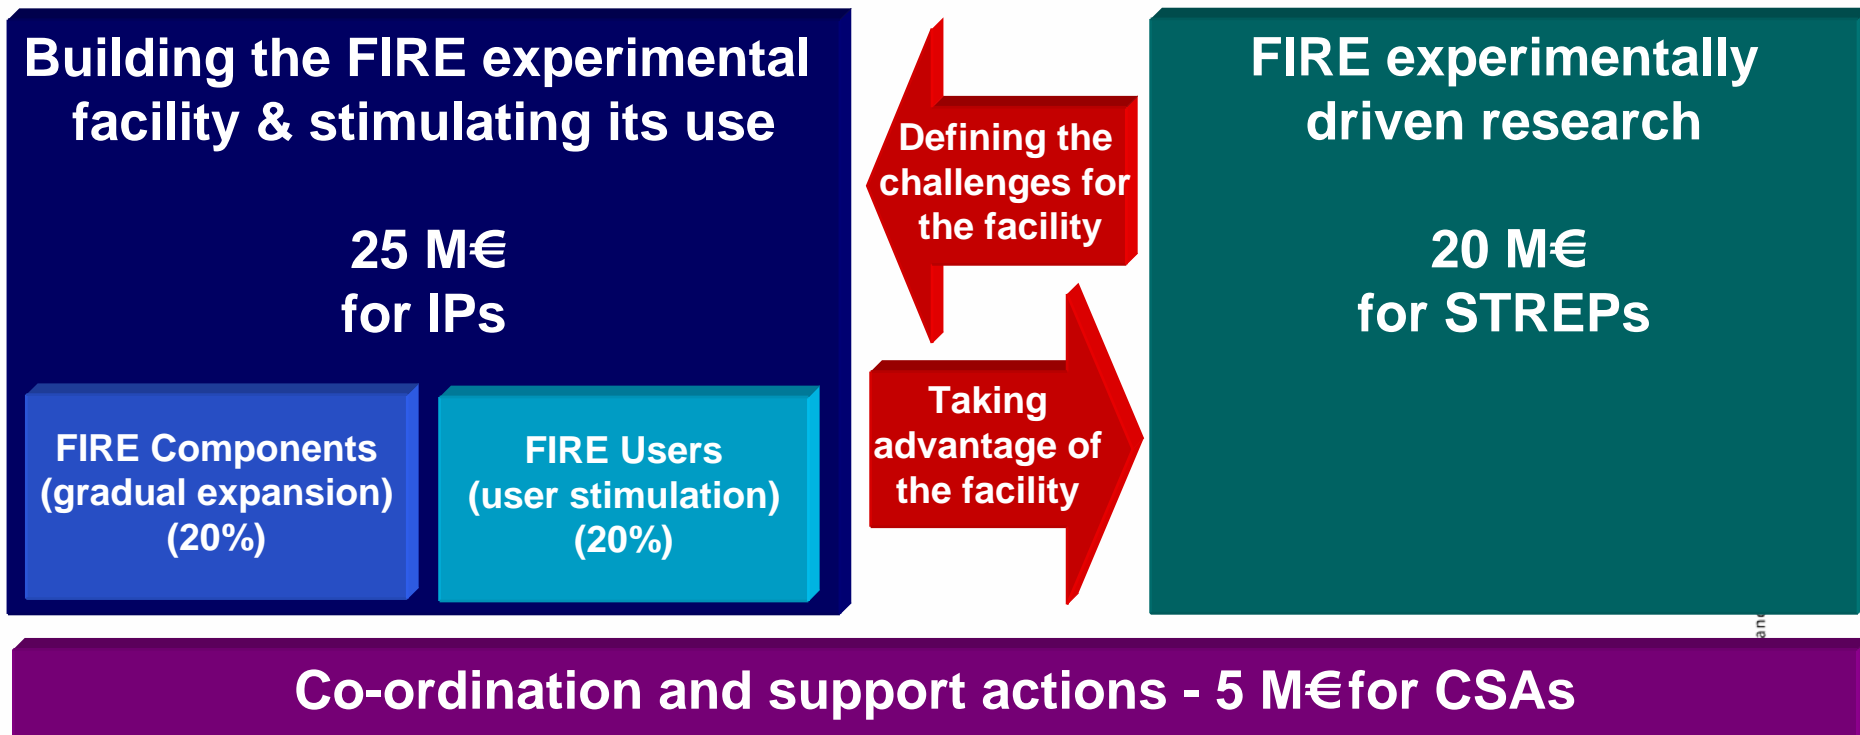 Building the FIRE experimental
facility & stimulating its use
25 M€
for IPs
FIRE Components
(gradual expansion)
(20%)
FIRE Users
(user stimulation)
(20%)
Defining the
challenges for
the facility
Taking
advantage of
the facility
FIRE experimentally
driven research
20 M€
for STREPs
Co-ordination and support actions - 5 M€ for CSAs